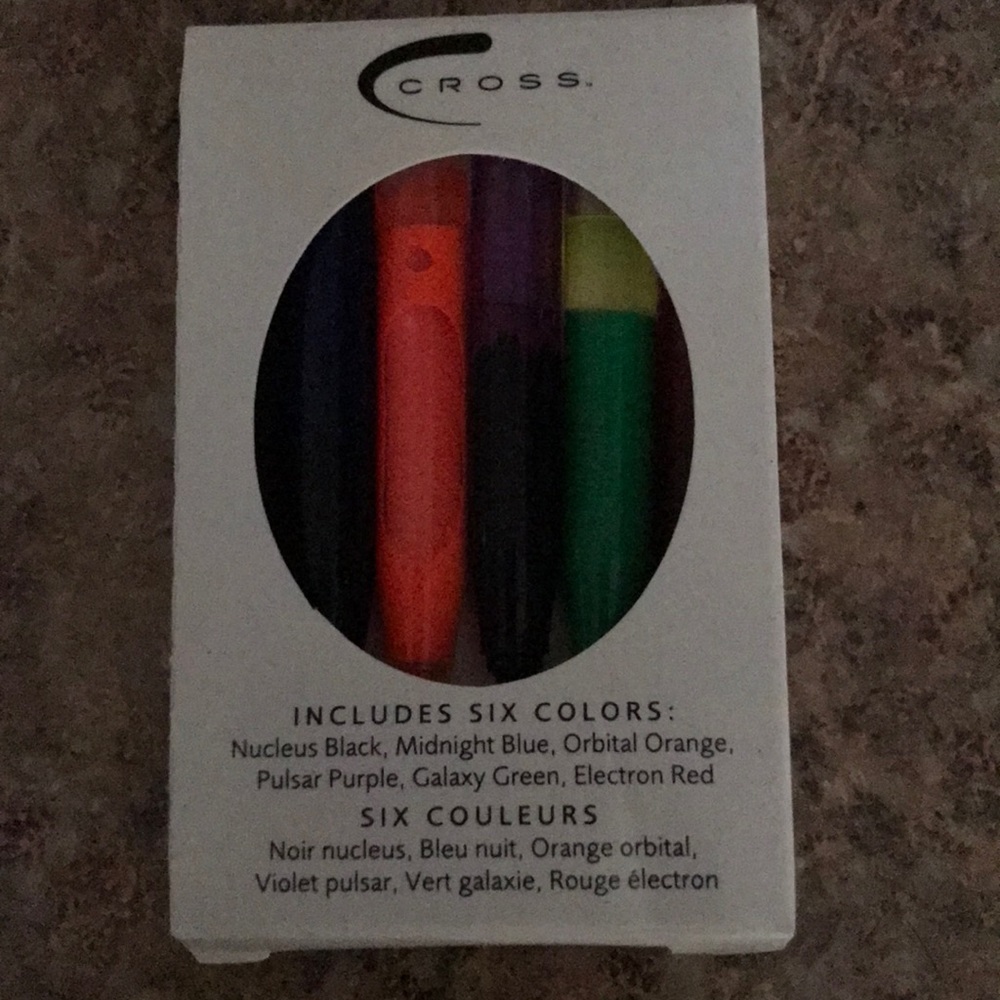 CROSS™
INCLUDES SIX COLORS:
Nucleus Black, Midnight Blue, Orbital Orange,
Pulsar Purple, Galaxy Green, Electron Red
SIX COULEURS
Noir nucleus, Bleu nuit, Orange orbital,
Violet pulsar, Vert galaxie, Rouge électron